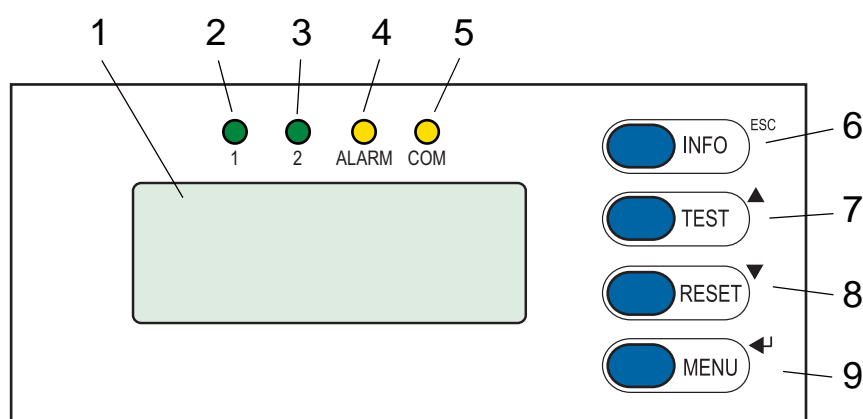 1 2 3 4 5
1 2 ALARM COM
INFO ESC 6
TEST 7
RESET 8
MENU 9